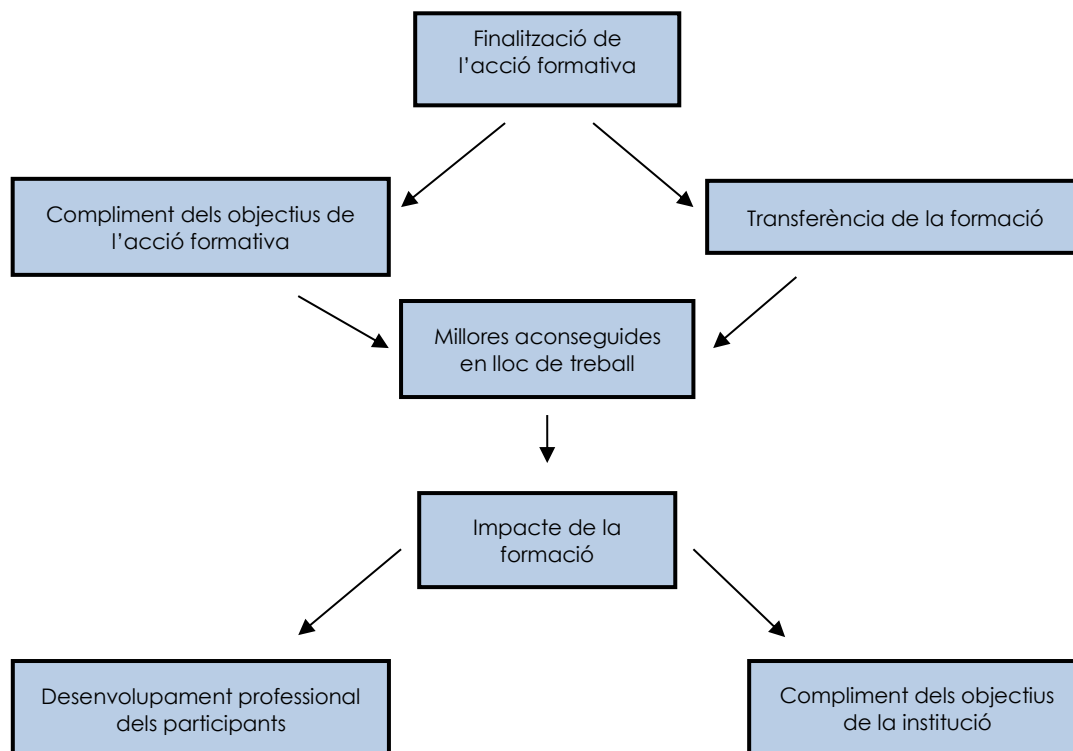 Finalització de
l’acció formativa
Compliment dels objectius de
l’acció formativa
Transferència de la formació
Millores aconseguides
en lloc de treball
Impacte de la
formació
Desenvolupament professional
dels participants
Compliment dels objectius
de la institució